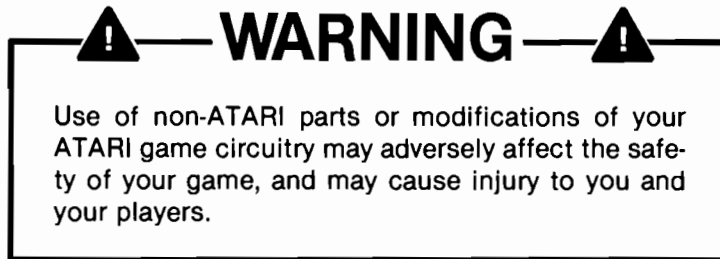 WARNING
Use of non-ATARI parts or modifications of your
ATARI game circuitry may adversely affect the safe-
ty of your game, and may cause injury to you and
your players.